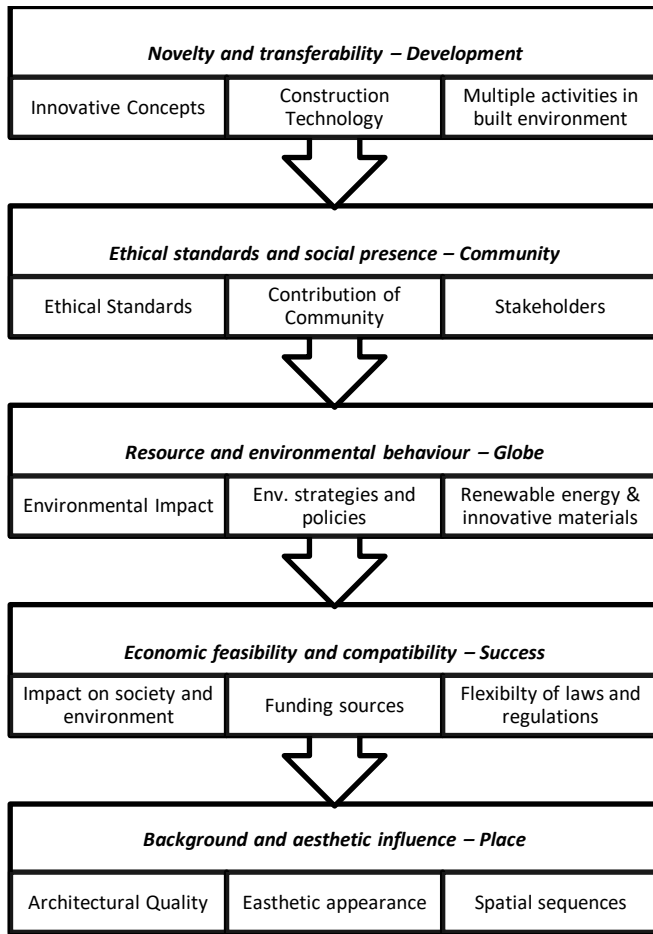 Novelty and transferability – Development
Innovative Concepts
Construction
Technology
Multiple activities in
built environment
Ethical standards and social presence – Community
Ethical Standards
Contribution of
Community
Stakeholders
Resource and environmental behaviour – Globe
Environmental Impact
Env. strategies and
policies
Renewable energy &
innovative materials
Economic feasibility and compatibility – Success
Impact on society and
environment
Funding sources
Flexibilty of laws and
regulations
Background and aesthetic influence – Place
Architectural Quality
Easthetic appearance
Spatial sequences